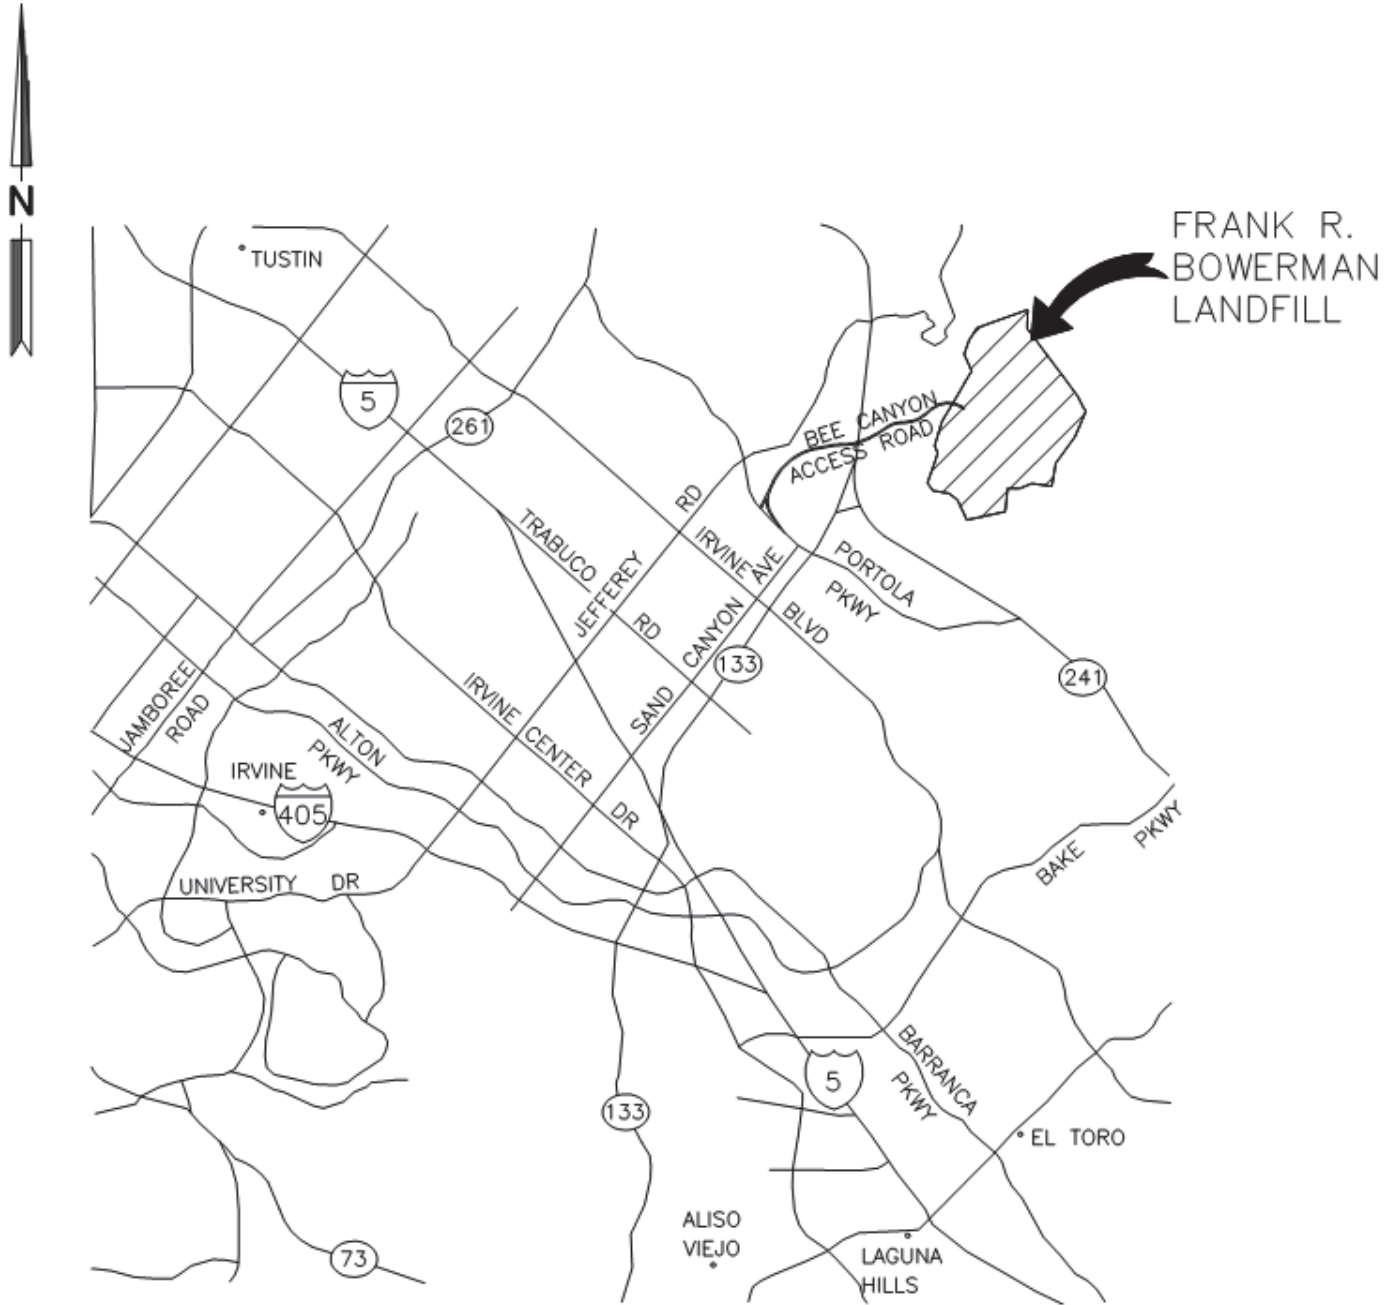 N
FRANK R.
BOWERMAN
LANDFILL
TUSTIN
5
261
BEE CANYON
ACCESS ROAD
JEFFEREY RD
TRABUCO RD
IRVINE BLVD
SAND CANYON AVE
PORTOLA
PKWY
133
241
JAMBOREE
ROAD
ALTON
PKWY
IRVINE CENTER DR
IRVINE
405
UNIVERSITY DR
BAKE PKWY
BARRANCA
PKWY
5
133
EL TORO
ALISO
VIEJO
LAGUNA
HILLS
73